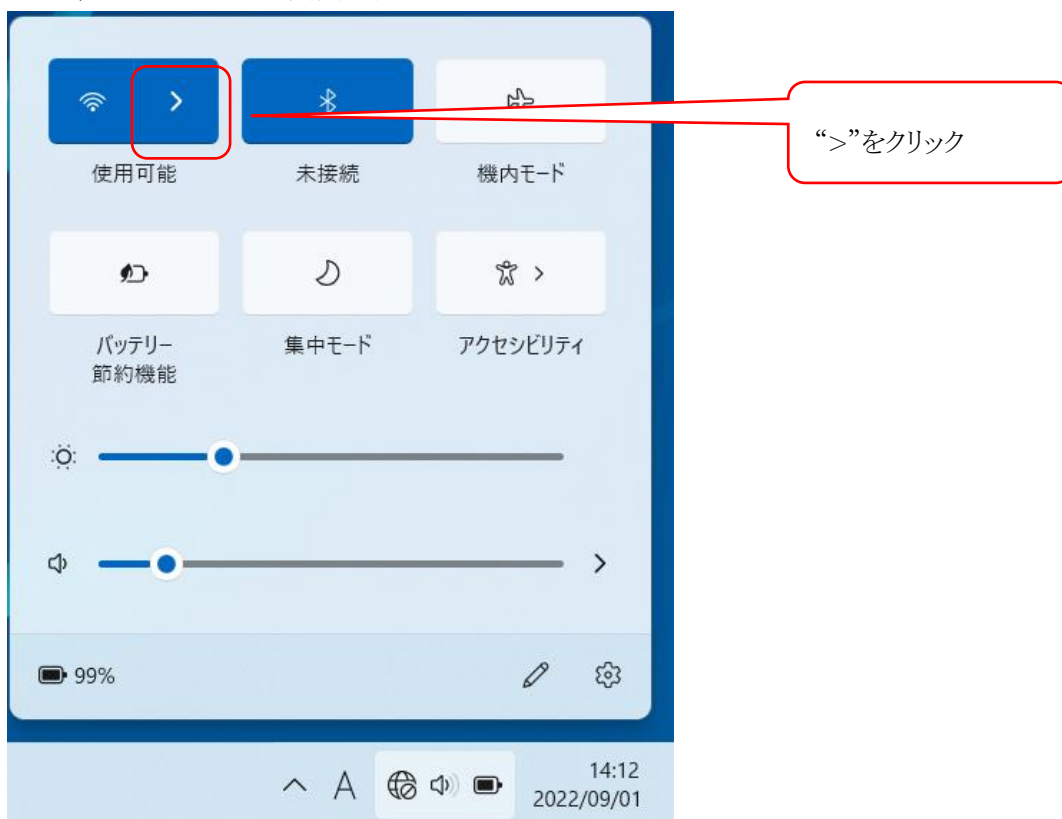 使用可能
未接続
機内モード
“>”をクリック
バッテリー
節約機能
集中モード
アクセシビリティ
99%
A
14:12
2022/09/01